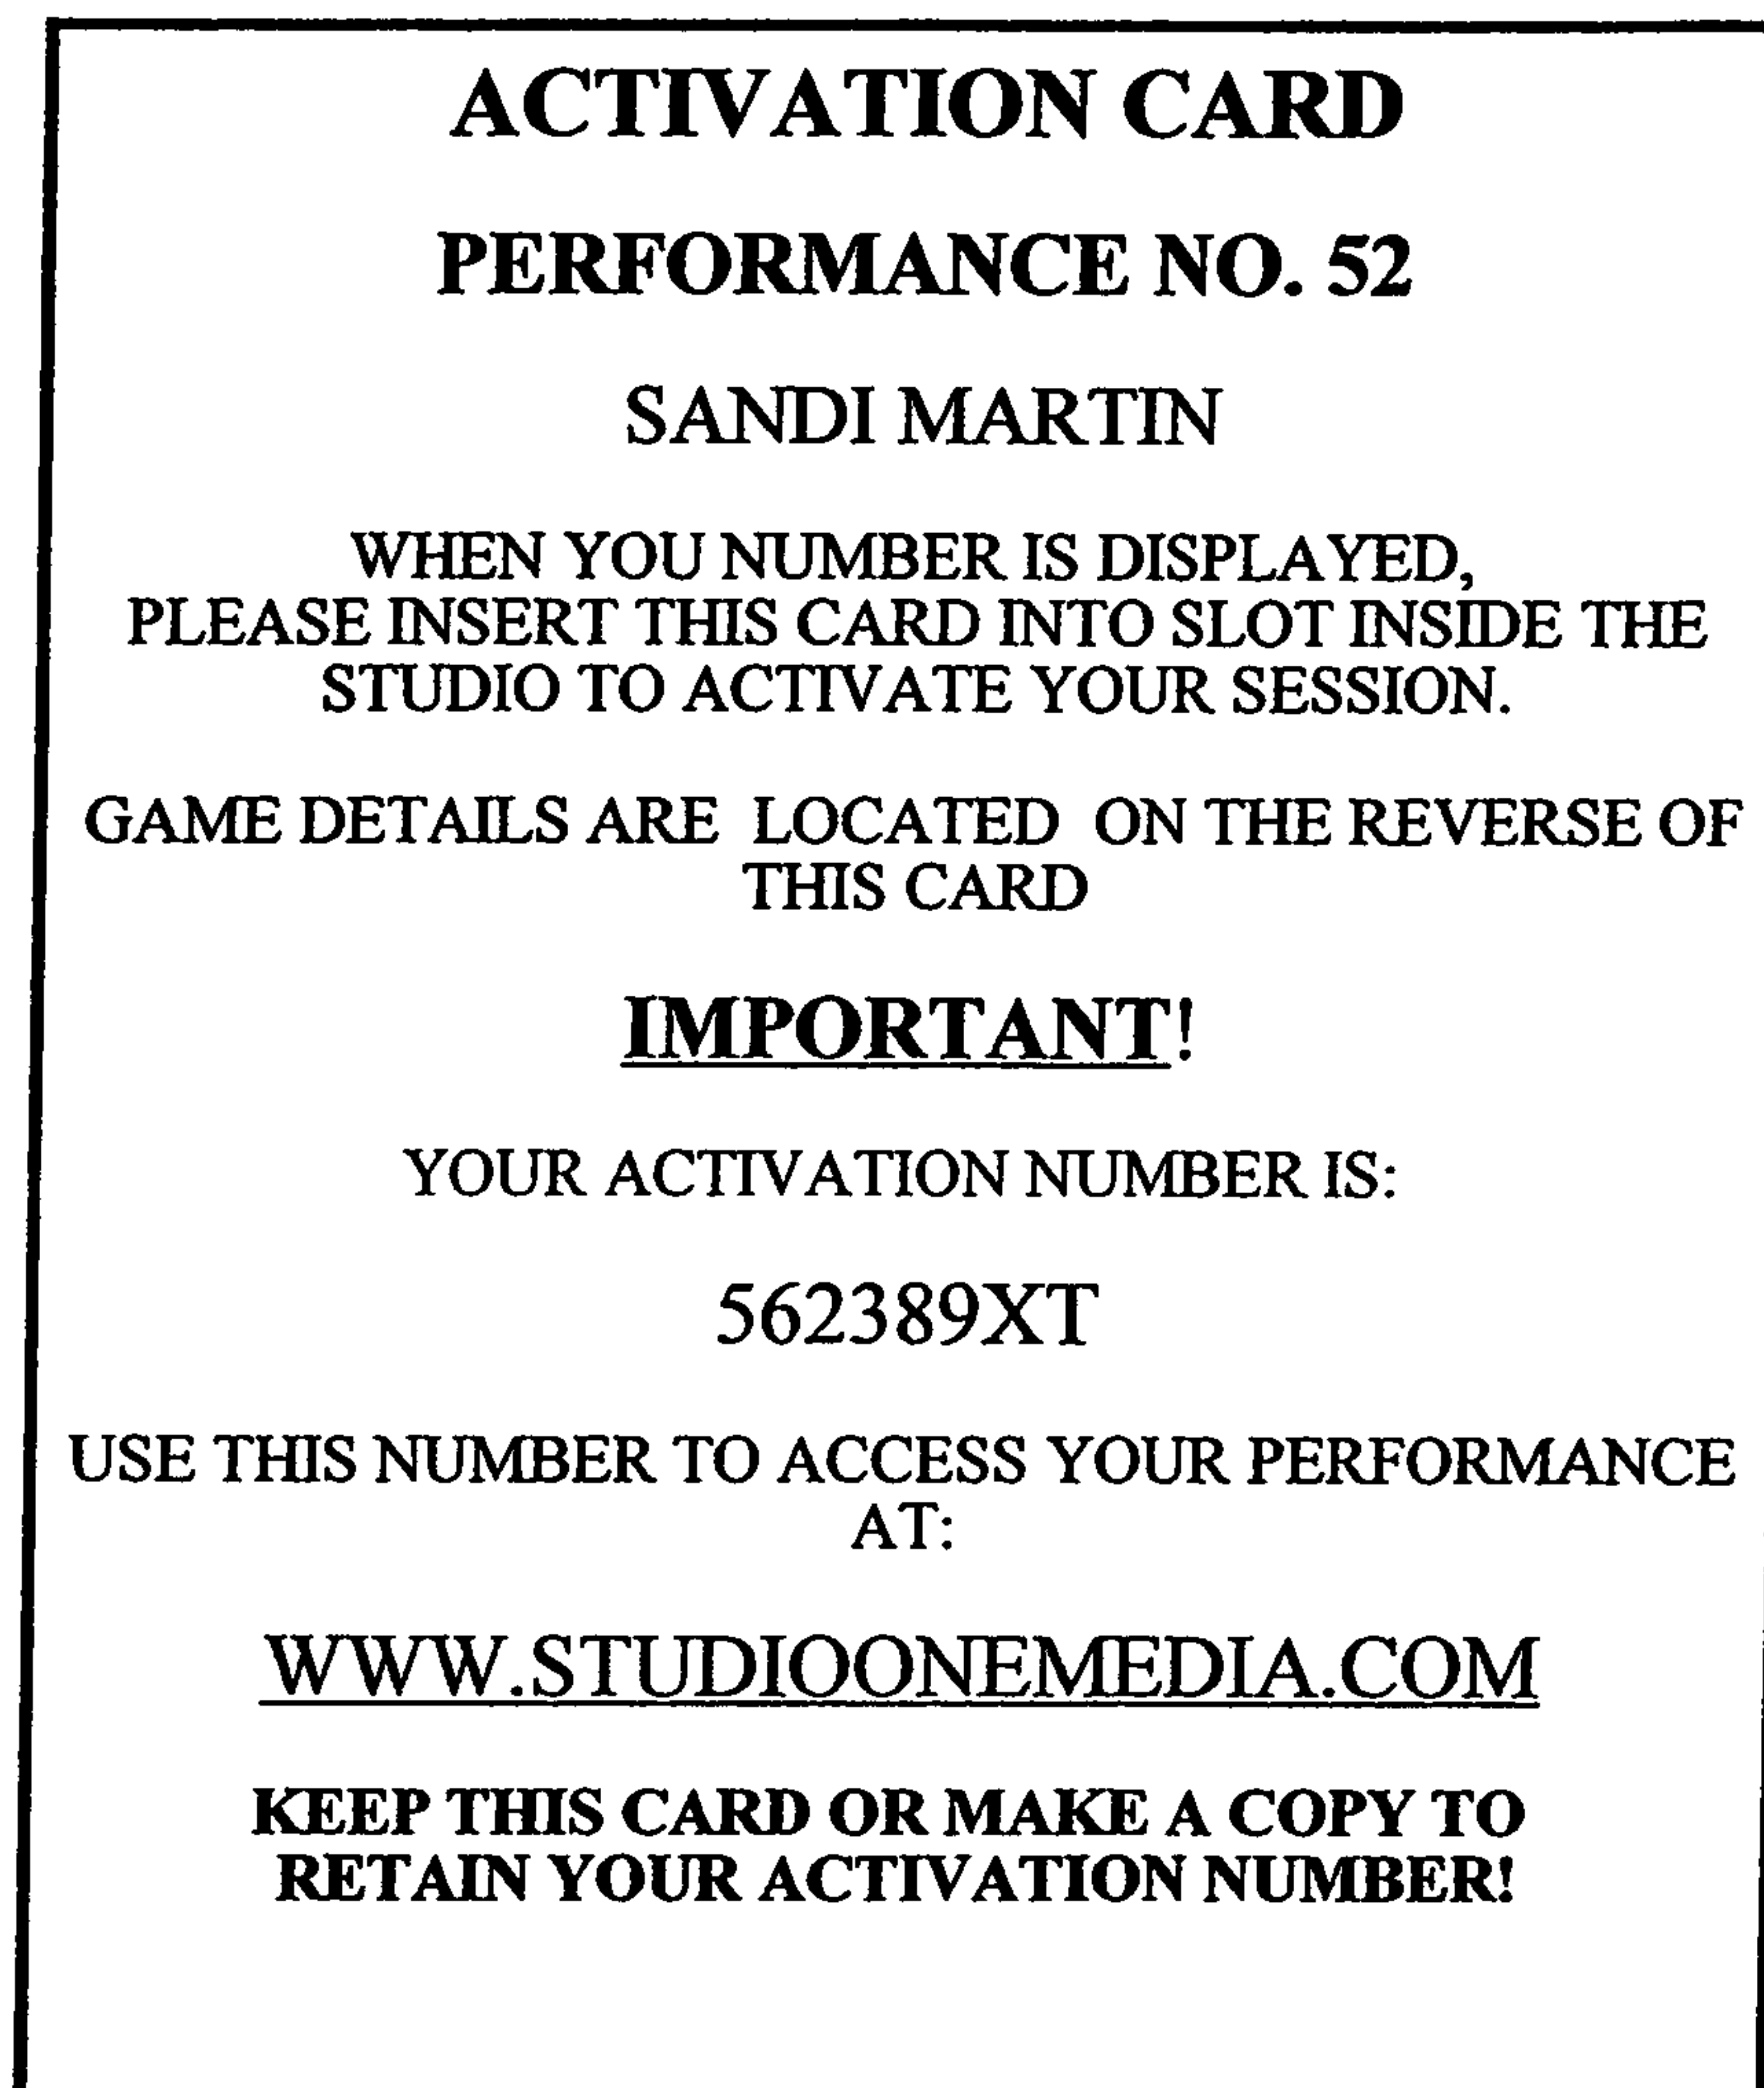 ACTIVATION CARD
PERFORMANCE NO. 52
SANDI MARTIN
WHEN YOU NUMBER IS DISPLAYED,
PLEASE INSERT THIS CARD INTO SLOT INSIDE THE
STUDIO TO ACTIVATE YOUR SESSION.
GAME DETAILS ARE LOCATED ON THE REVERSE OF
THIS CARD
IMPORTANT!
YOUR ACTIVATION NUMBER IS:
562389XT
USE THIS NUMBER TO ACCESS YOUR PERFORMANCE
AT:
WWW.STUDIOONEMEDIA.COM
KEEP THIS CARD OR MAKE A COPY TO
RETAIN YOUR ACTIVATION NUMBER!